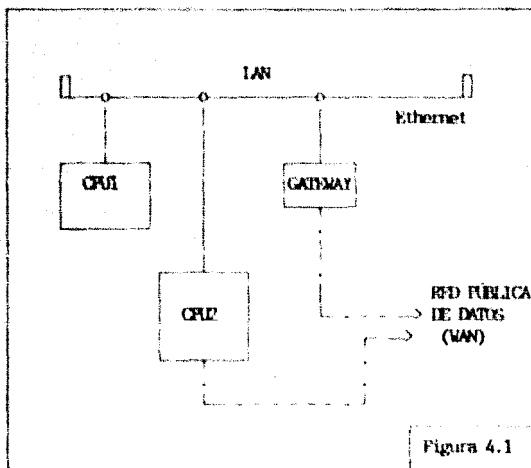 LAN
Ethernet
CPU1
GATEWAY
CPU2
RED PÚBLICA
DE DATOS
(WAN)
Figura 4.1